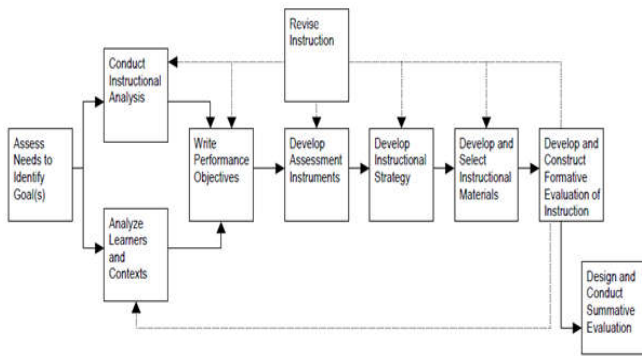 Revise
Instruction
Conduct
Instructional
Analysis
Assess
Needs to
Identify
Goal(s)
Write
Performance
Objectives
Develop
Assessment
Instruments
Develop
Instructional
Strategy
Develop and
Select
Instructional
Materials
Develop and
Construct
Formative
Evaluation of
Instruction
Analyze
Learners
and
Contexts
Design and
Conduct
Summative
Evaluation